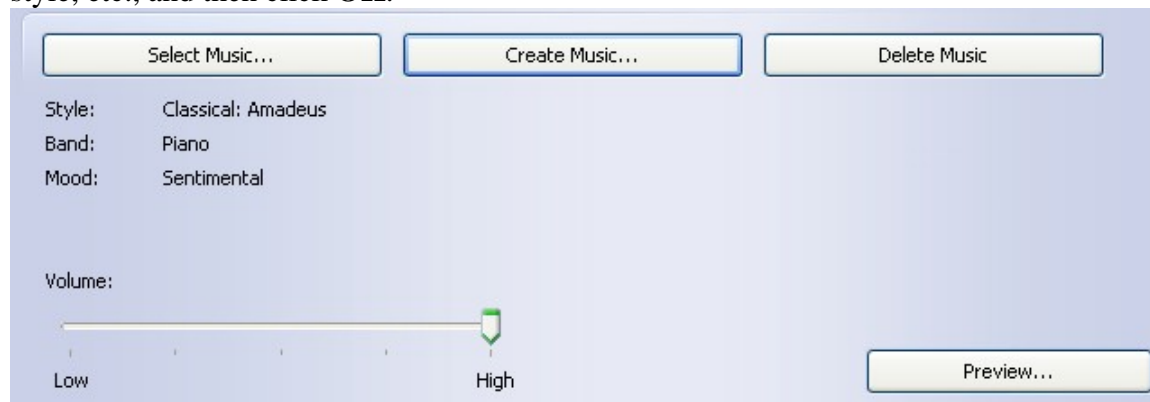 Select Music... Create Music... Delete Music
Style: Classical: Amadeus
Band: Piano
Mood: Sentimental
Volume:
Low High
Preview...